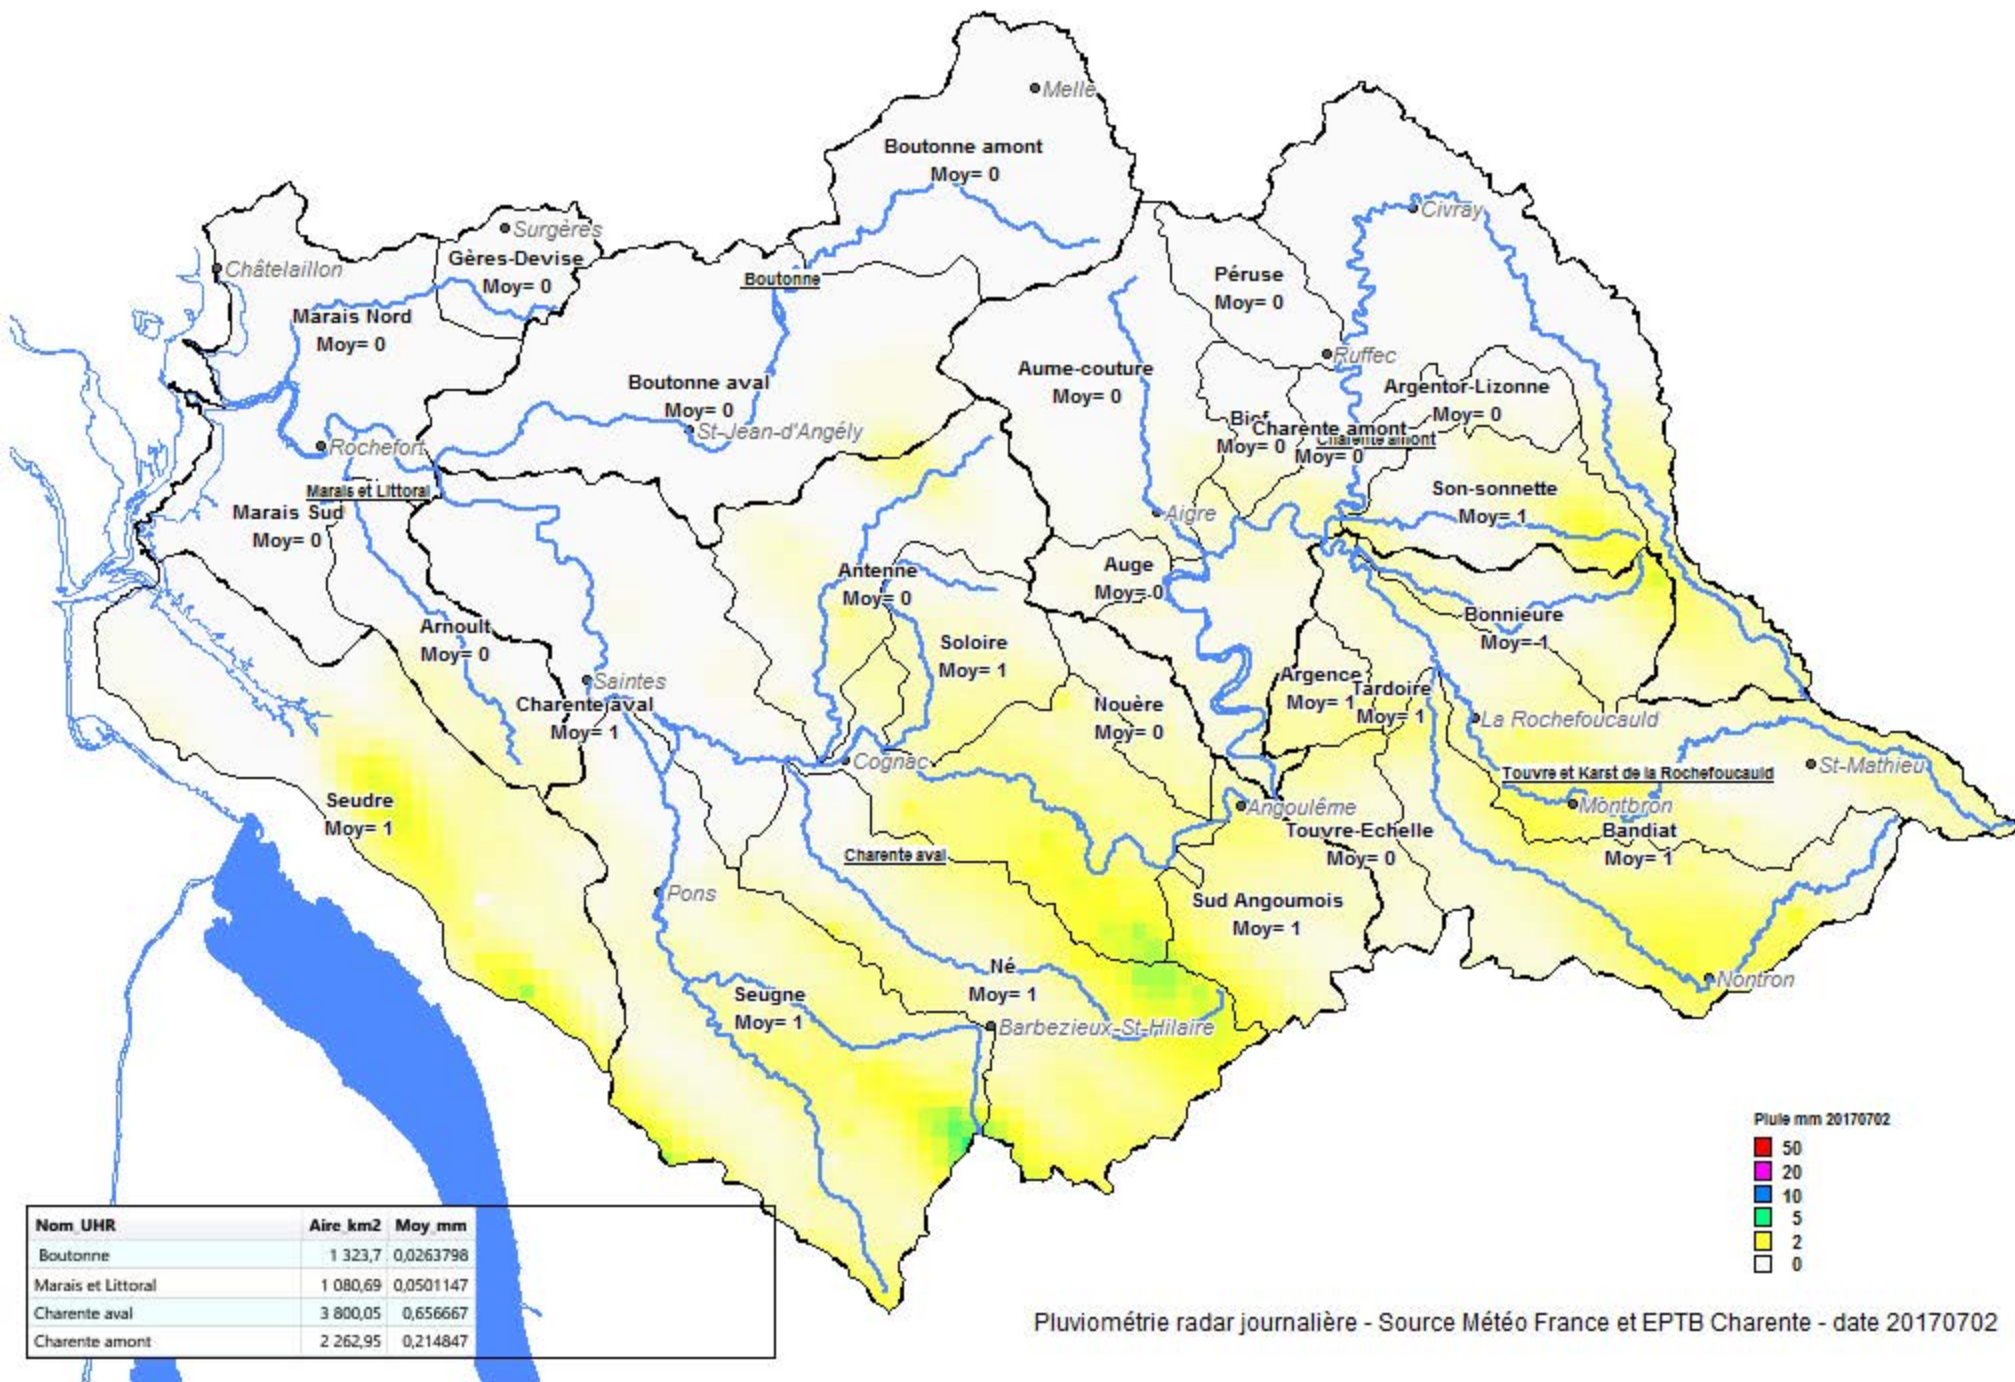 Melle
Boutonne amont
Moy= 0
Surgères
Gères-Devise
Moy= 0
Civray
Châtelaillon
Boutonne
Péruse
Moy= 0
Marais Nord
Moy= 0
Ruffec
Aume-couture
Moy= 0
Boutonne aval
Moy= 0
St-Jean-d'Angély
Argentor-Lizonne
Moy= 0
Bief
Moy= 0
Charente amont
Charente amont
Moy= 0
Rochefort
Marais et Littoral
Marais Sud
Moy= 0
Son-sonnette
Moy= 1
Aigre
Auge
Moy= 0
Antenne
Moy= 0
Bonnieure
Moy= 1
Arnoult
Moy= 0
Soloire
Moy= 1
Saintes
Charente aval
Moy= 1
Nouère
Moy= 0
Argence
Moy= 1
Tardoire
Moy= 1
La Rochefoucauld
Cognac
Touvre et Karst de la Rochefoucauld
St-Mathieu
Seudre
Moy= 1
Angoulême
Montbron
Touvre-Echelle
Moy= 0
Bandiat
Moy= 1
Charente aval
Pons
Sud Angoumois
Moy= 1
Né
Moy= 1
Seugne
Moy= 1
Nontron
Barbezieux-St-Hilaire
Pluie mm 20170702
50
20
10
5
2
0
Nom_UHR Aire_km2 Moy_mm
Boutonne 1 323,7 0,0263798
Marais et Littoral 1 080,69 0,0501147
Charente aval 3 800,05 0,656667
Charente amont 2 262,95 0,214847
Pluviométrie radar journalière - Source Météo France et EPTB Charente - date 20170702